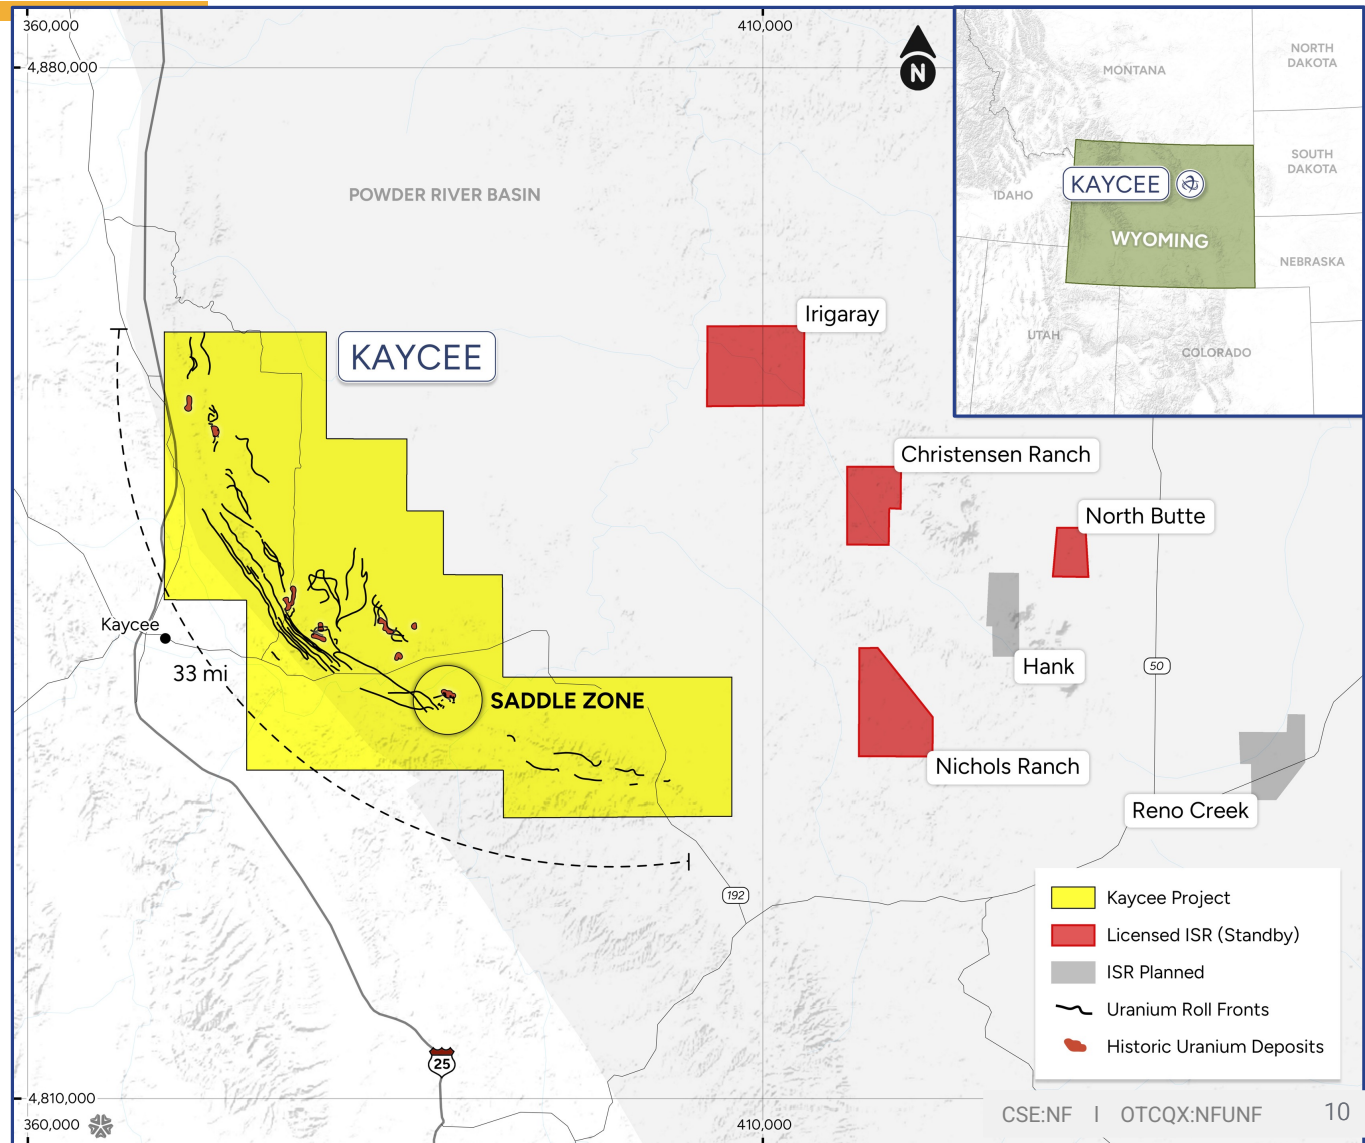 360,000
410,000
4,880,000
N
MONTANA
NORTH
DAKOTA
SOUTH
DAKOTA
IDAHO
KAYCEE
WYOMING
NEBRASKA
UTAH
COLORADO
POWDER RIVER BASIN
Irigaray
KAYCEE
Christensen Ranch
North Butte
Kaycee
33 mi
Hank
50
SADDLE ZONE
Nichols Ranch
Reno Creek
192
Kaycee Project
Licensed ISR (Standby)
ISR Planned
Uranium Roll Fronts
Historic Uranium Deposits
25
4,810,000
360,000
410,000
CSE:NF I OTCQX:NFUNF 10